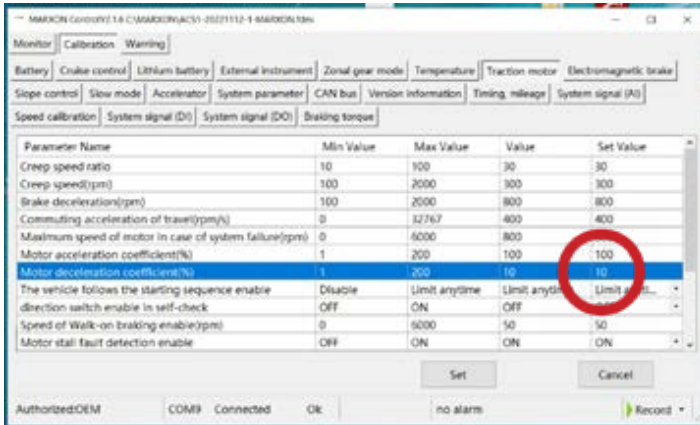 MARXON ControlV2.1.6 C:\MARXON\ACS1-20221112-1-MARXON.fdes
Monitor Calibration Warning
Battery Cruise control Lithium battery External instrument Zonal gear mode Temperature Traction motor Electromagnetic brake
Slope control Slow mode Accelerator System parameter CAN bus Version information Timing, mileage System signal (AI)
Speed calibration System signal (DI) System signal (DO) Braking torque
Parameter Name Min Value Max Value Value Set Value
Creep speed ratio 10 100 30 30
Creep speed(rpm) 100 2000 300 300
Brake deceleration(rpm) 100 2000 800 800
Commuting acceleration of travel(rpm/s) 0 32767 400 400
Maximum speed of motor in case of system failure(rpm) 0 6000 800
Motor acceleration coefficient(%) 1 200 100 100
Motor deceleration coefficient(%) 1 200 10 10
The vehicle follows the starting sequence enable Disable Limit anytime Limit anytime
direction switch enable in self-check OFF ON OFF
Speed of Walk-on braking enable(rpm) 0 6000 50 50
Motor stall fault detection enable OFF ON ON ON
Set Cancel
Authorized:OEM COM9 Connected Ok no alarm Record